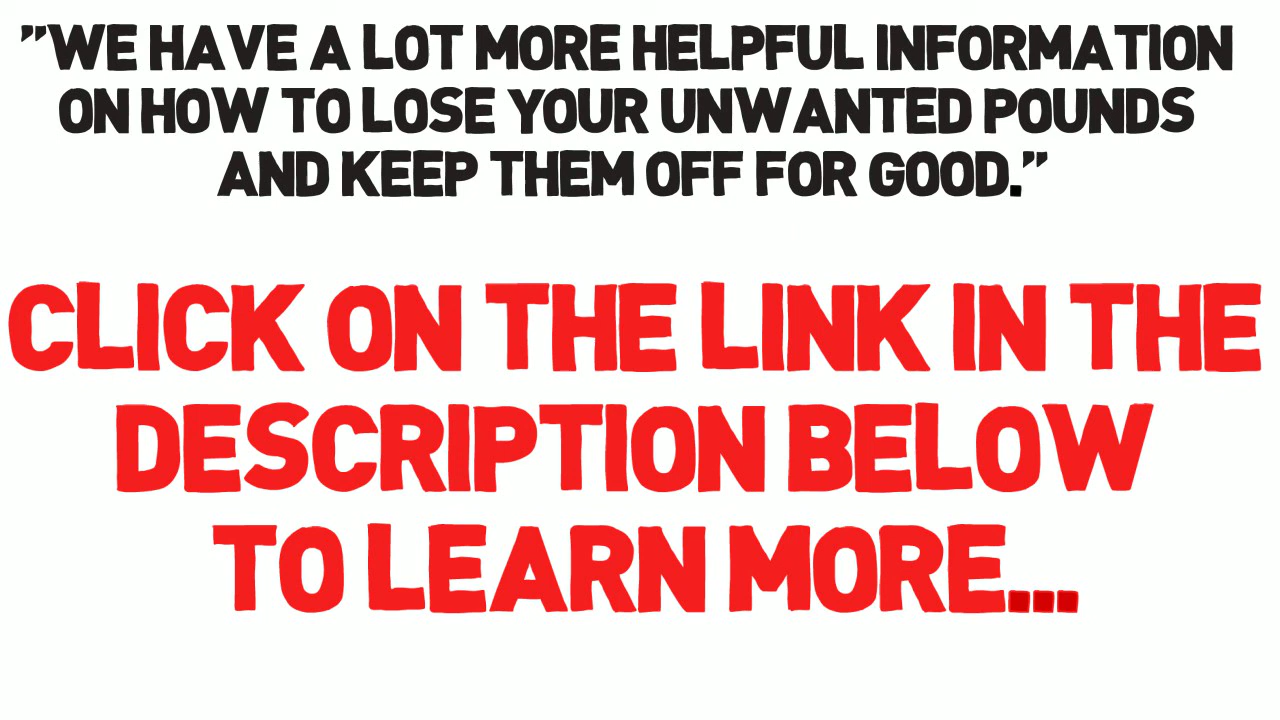 ”WE HAVE A LOT MORE HELPFUL INFORMATION
ON HOW TO LOSE YOUR UNWANTED POUNDS
AND KEEP THEM OFF FOR GOOD.”
CLICK ON THE LINK IN THE
DESCRIPTION BELOW
TO LEARN MORE...